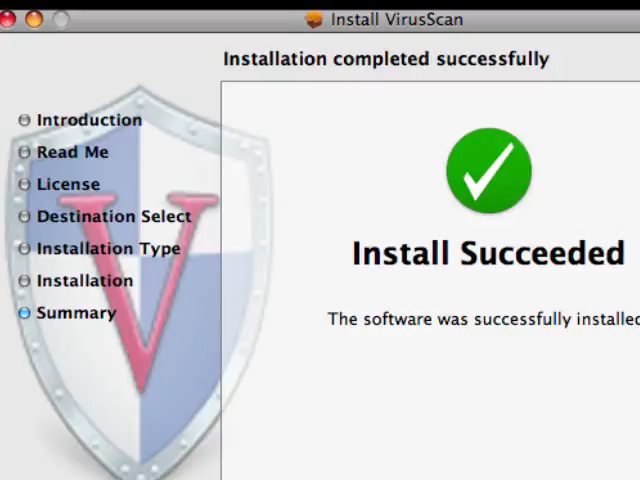 Install VirusScan
Installation completed successfully
Introduction
Read Me
License
Destination Select
Installation Type
Installation
Summary
V
Install Succeeded
The software was successfully installed